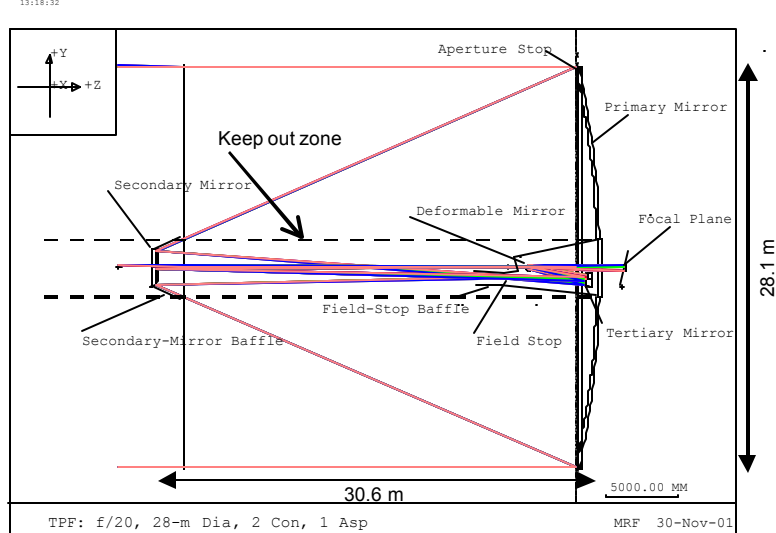 13:18:32
+Y
+X +Z
Aperture Stop
Primary Mirror
Keep out zone
Secondary Mirror
Deformable Mirror
Focal Plane
28.1 m
Field-Stop Baffle
Secondary-Mirror Baffle
Field Stop
Tertiary Mirror
30.6 m
5000.00 MM
TPF: f/20, 28-m Dia, 2 Con, 1 Asp
MRF 30-Nov-01